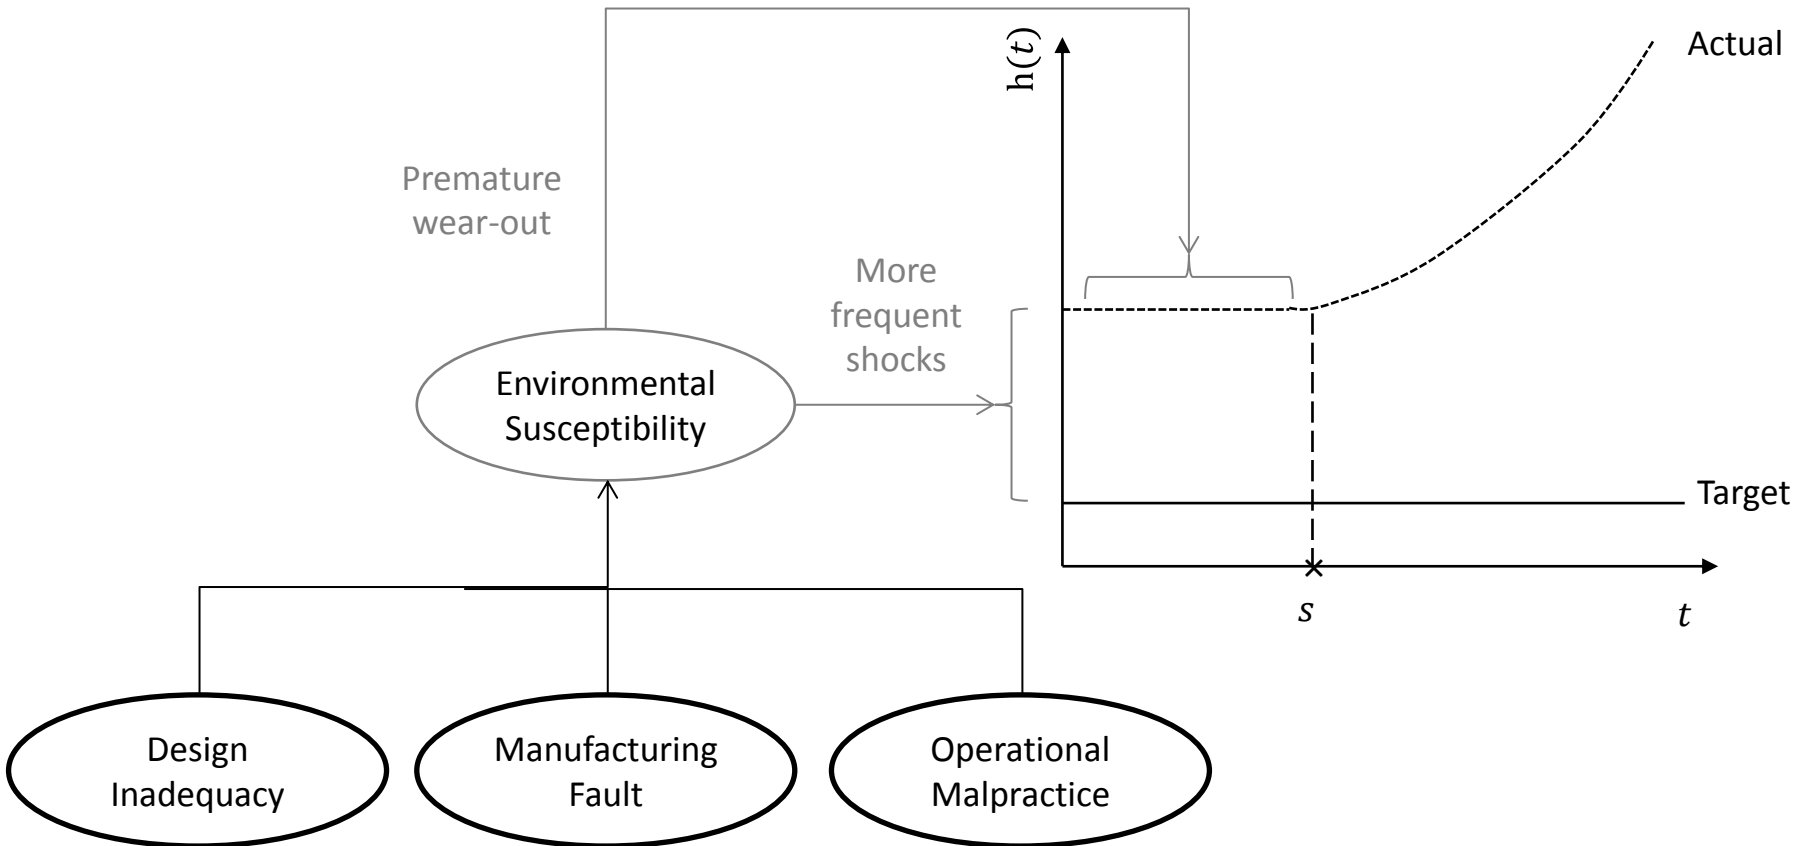 h(t)
Actual
Premature
wear-out
More
frequent
shocks
Environmental
Susceptibility
Target
s
t
Design
Inadequacy
Manufacturing
Fault
Operational
Malpractice